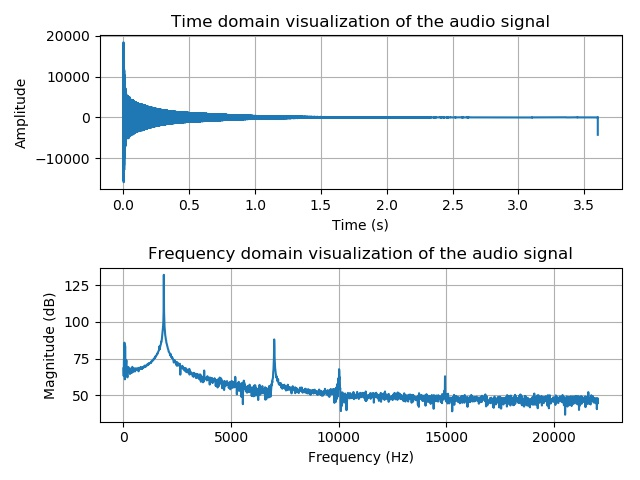 Time domain visualization of the audio signal
20000
10000
0
−10000
Amplitude
0.0 0.5 1.0 1.5 2.0 2.5 3.0 3.5
Time (s)
Frequency domain visualization of the audio signal
125
100
75
50
Magnitude (dB)
0 5000 10000 15000 20000
Frequency (Hz)